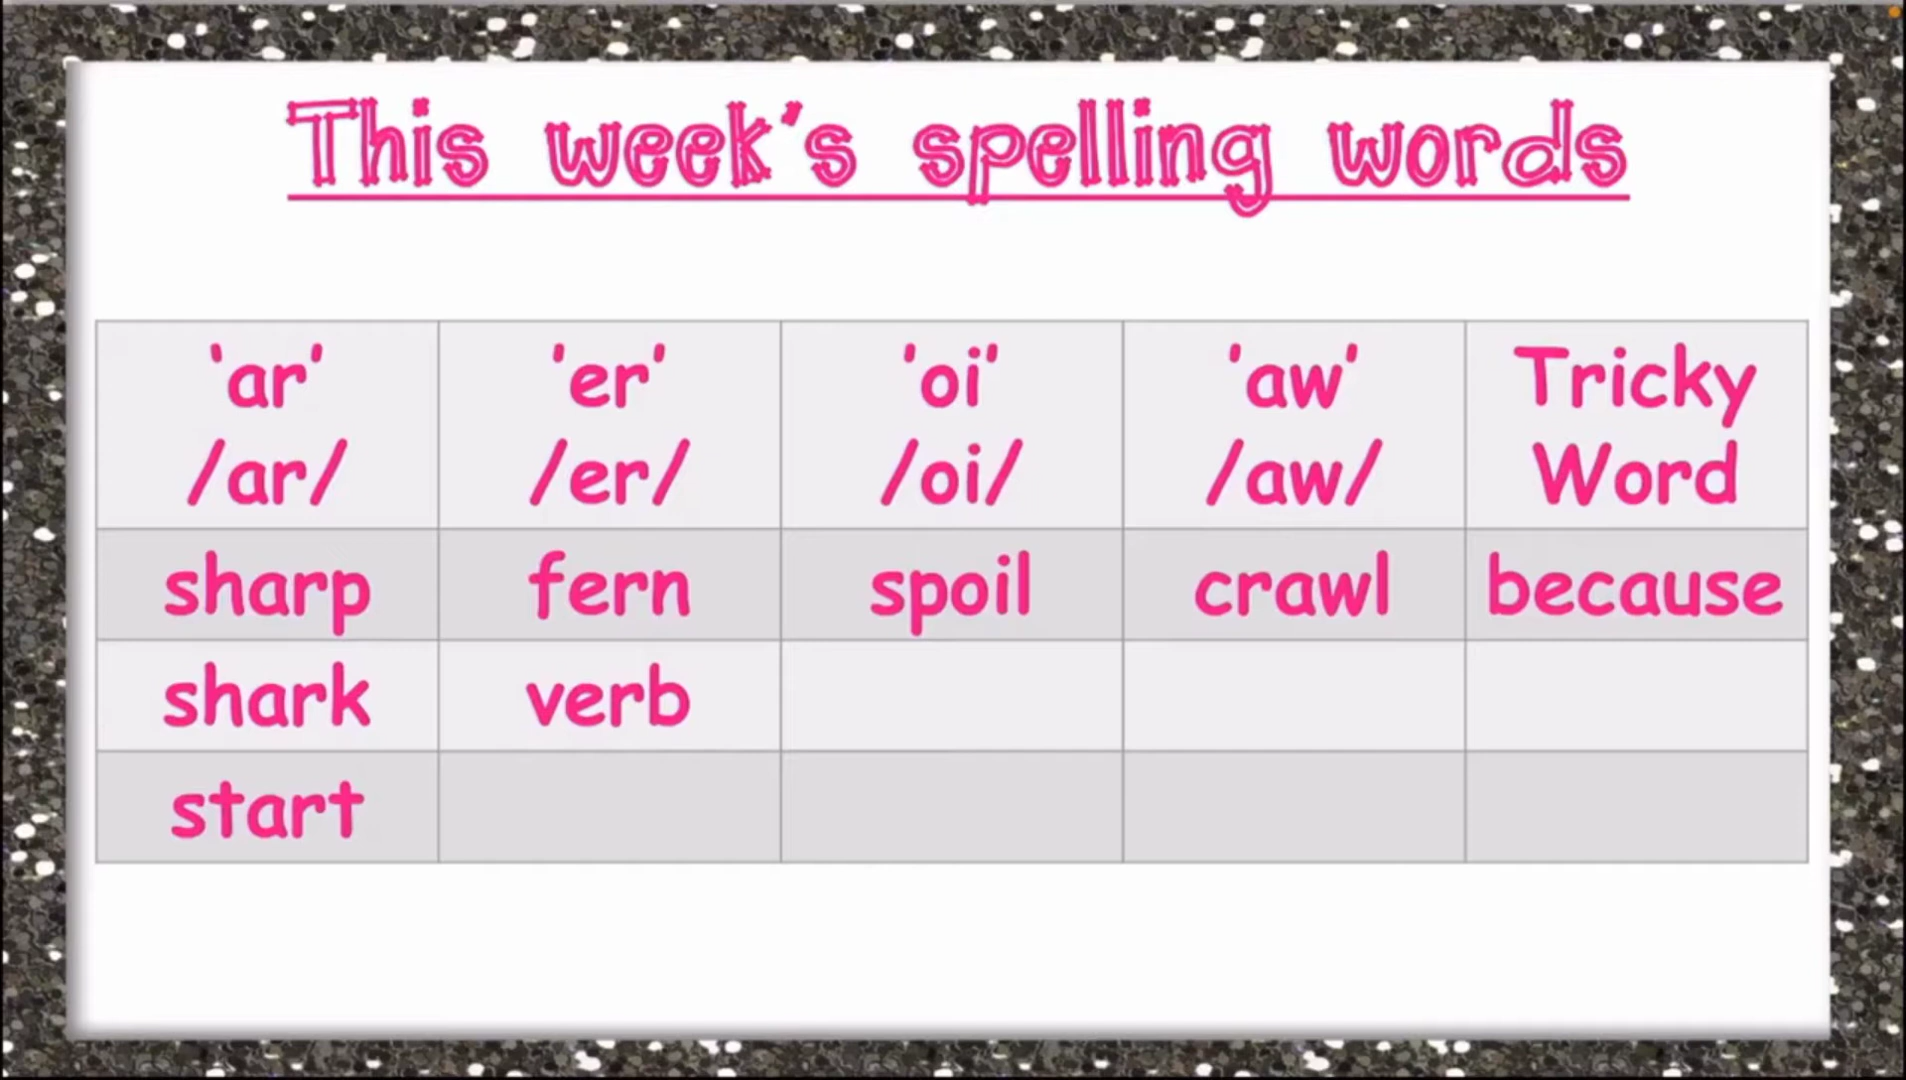 This week's spelling words
'ar' 'er' 'oi' 'aw' Tricky
/ar/ /er/ /oi/ /aw/ Word
sharp fern spoil crawl because
shark verb
start